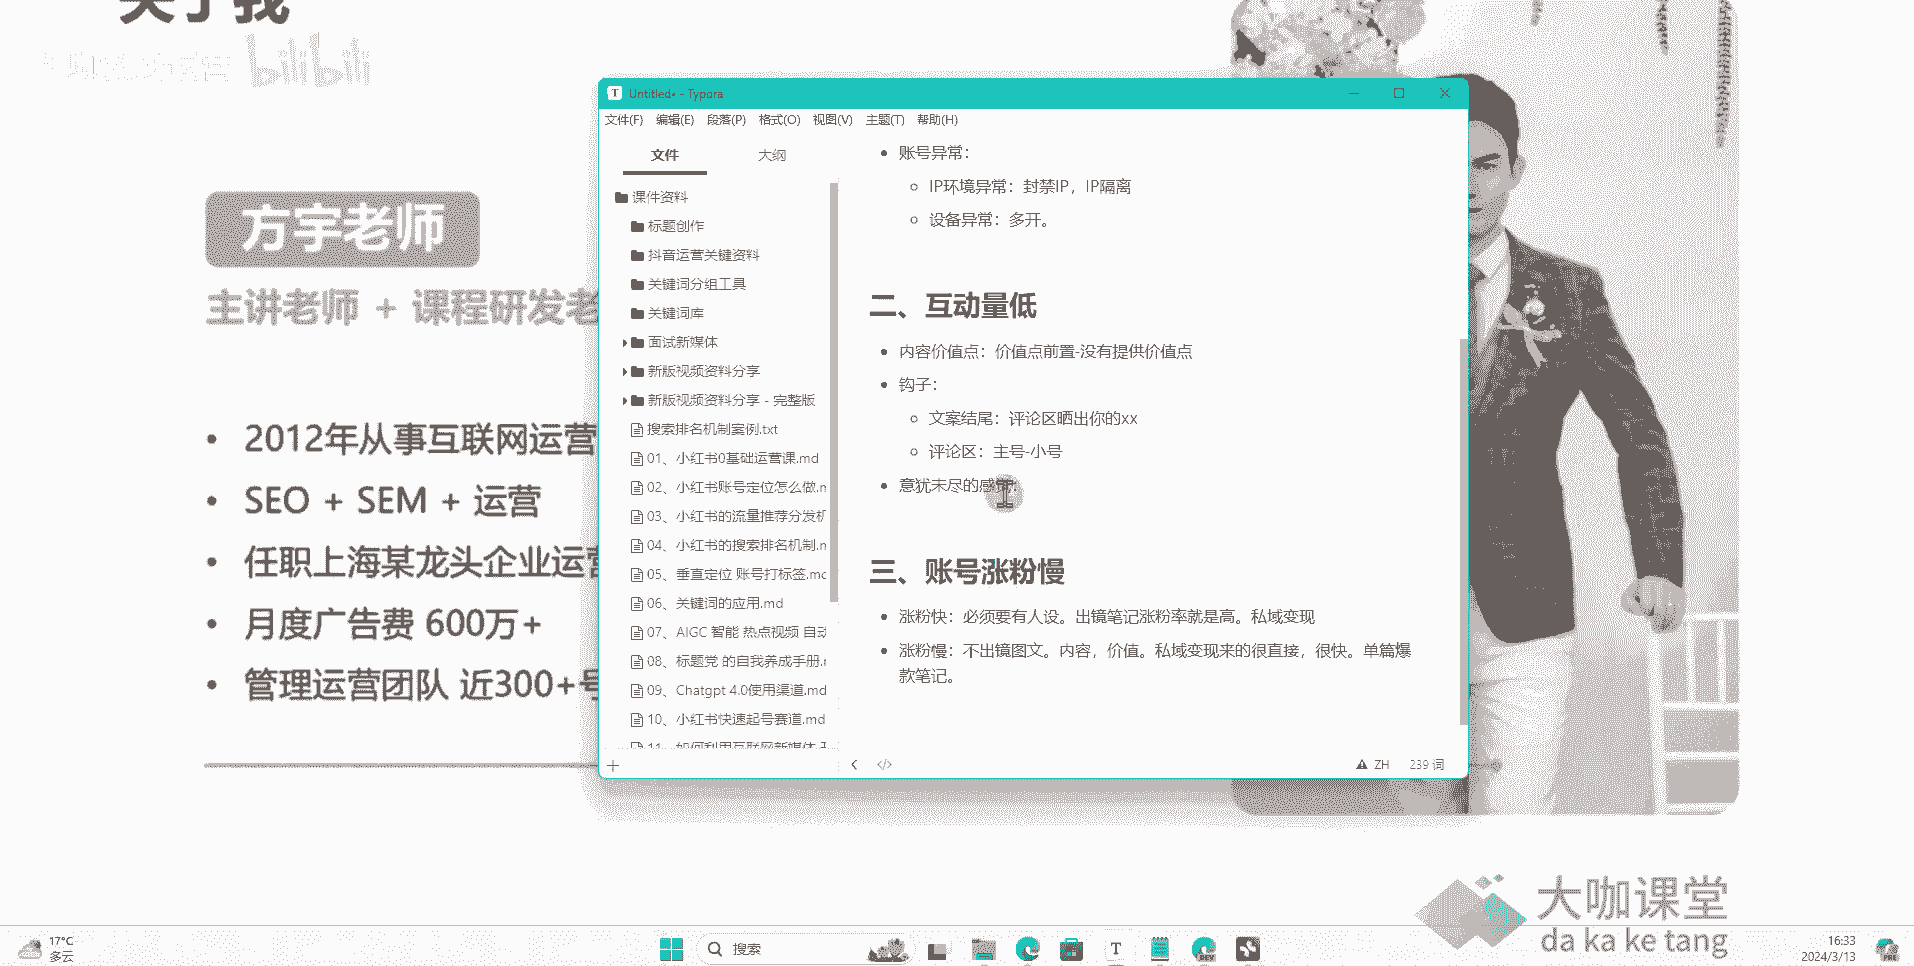 关于我
bilibili
方宇老师
主讲老师 + 课程研发老
2012年从事互联网运营
SEO + SEM + 运营
任职上海某龙头企业运营
月度广告费 600万+
管理运营团队 近300+号
Untitled• - Typora
文件(F) 编辑(E) 段落(P) 格式(O) 视图(V) 主题(T) 帮助(H)
文件 大纲
课件资料
标题创作
抖音运营关键资料
关键词分组工具
关键词库
面试新媒体
新版视频资料分享
新版视频资料分享 - 完整版
搜索排名机制案例.txt
01、小红书0基础运营课.md
02、小红书账号定位怎么做.m
03、小红书的流量推荐分发机
04、小红书的搜索排名机制.m
05、垂直定位 账号打标签.md
06、关键词的应用.md
07、AIGC 智能 热点视频 自动
08、标题党 的自我养成手册.m
09、Chatgpt 4.0使用渠道.md
10、小红书快速起号赛道.md
11、如何利用互联网新媒体
账号异常：
IP环境异常：封禁IP，IP隔离
设备异常：多开。
二、互动量低
内容价值点：价值点前置-没有提供价值点
钩子：
文案结尾：评论区晒出你的xx
评论区：主号-小号
意犹未尽的感觉：
三、账号涨粉慢
涨粉快：必须要有人设。出镜笔记涨粉率就是高。私域变现
涨粉慢：不出镜图文。内容，价值。私域变现来的很直接，很快。单篇爆
款笔记。
ZH 239 词
大咖课堂
da ka ke tang
17°C
多云
搜索
16:33
2024/3/13